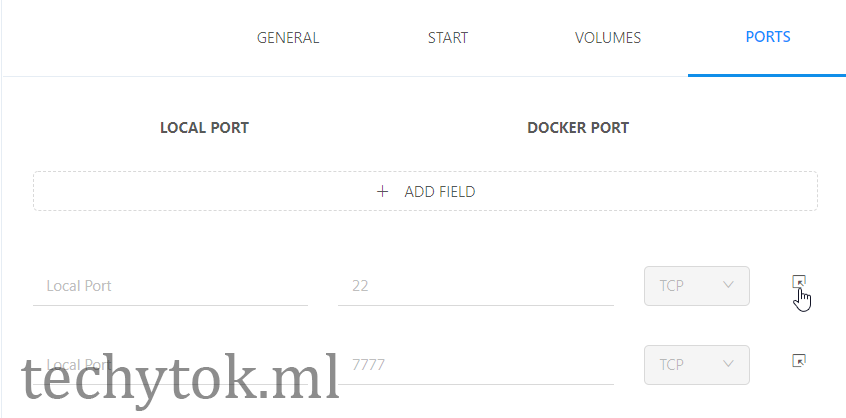 GENERAL START VOLUMES PORTS
LOCAL PORT DOCKER PORT
+ ADD FIELD
Local Port 22 TCP
Local Port 7777 TCP
techytok.ml